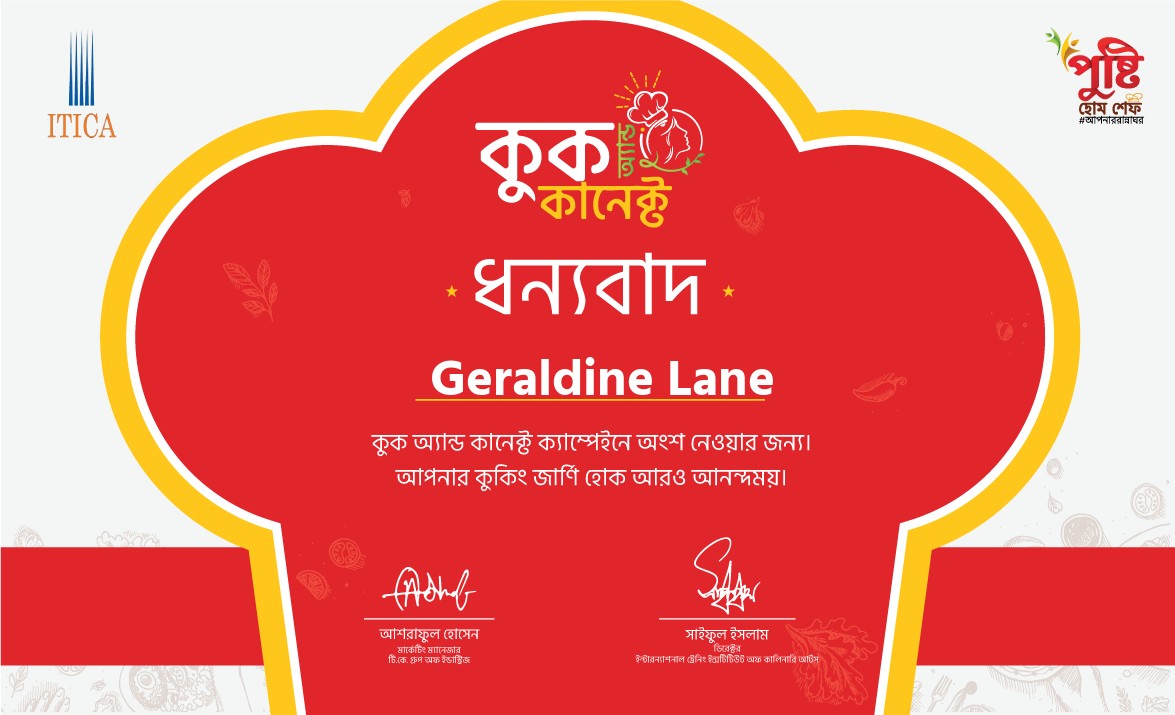 ITICA
পুষ্টি
হোম শেফ
#আপনাররান্নাঘর
কুক অ্যান্ড
কানেক্ট
ধন্যবাদ
Geraldine Lane
কুক অ্যান্ড কানেক্ট ক্যাম্পেইনে অংশ নেওয়ার জন্য।
আপনার কুকিং জার্ণি হোক আরও আনন্দময়।
আশরাফুল হোসেন
মার্কেটিং ম্যানেজার
টি.কে. গ্রুপ অফ ইন্ডাস্ট্রিজ
সাইফুল ইসলাম
ডিরেক্টর
ইন্টারন্যাশনাল ট্রেনিং ইন্সটিটিউট অফ কালিনারি আর্টস